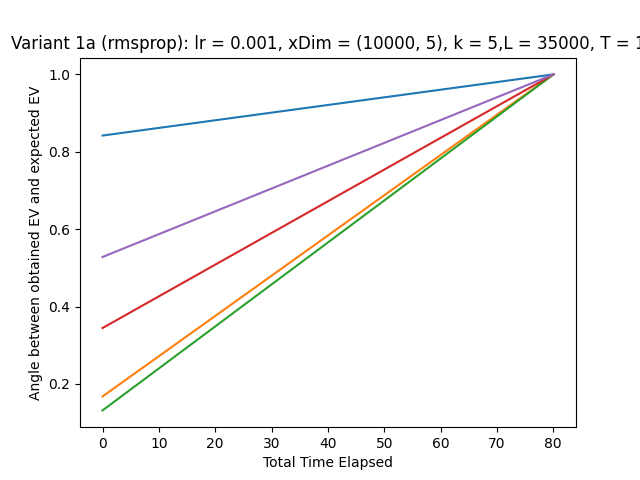 Variant 1a (rmsprop): lr = 0.001, xDim = (10000, 5), k = 5,L = 35000, T = 1
Angle between obtained EV and expected EV
1.0
0.8
0.6
0.4
0.2
0 10 20 30 40 50 60 70 80
Total Time Elapsed